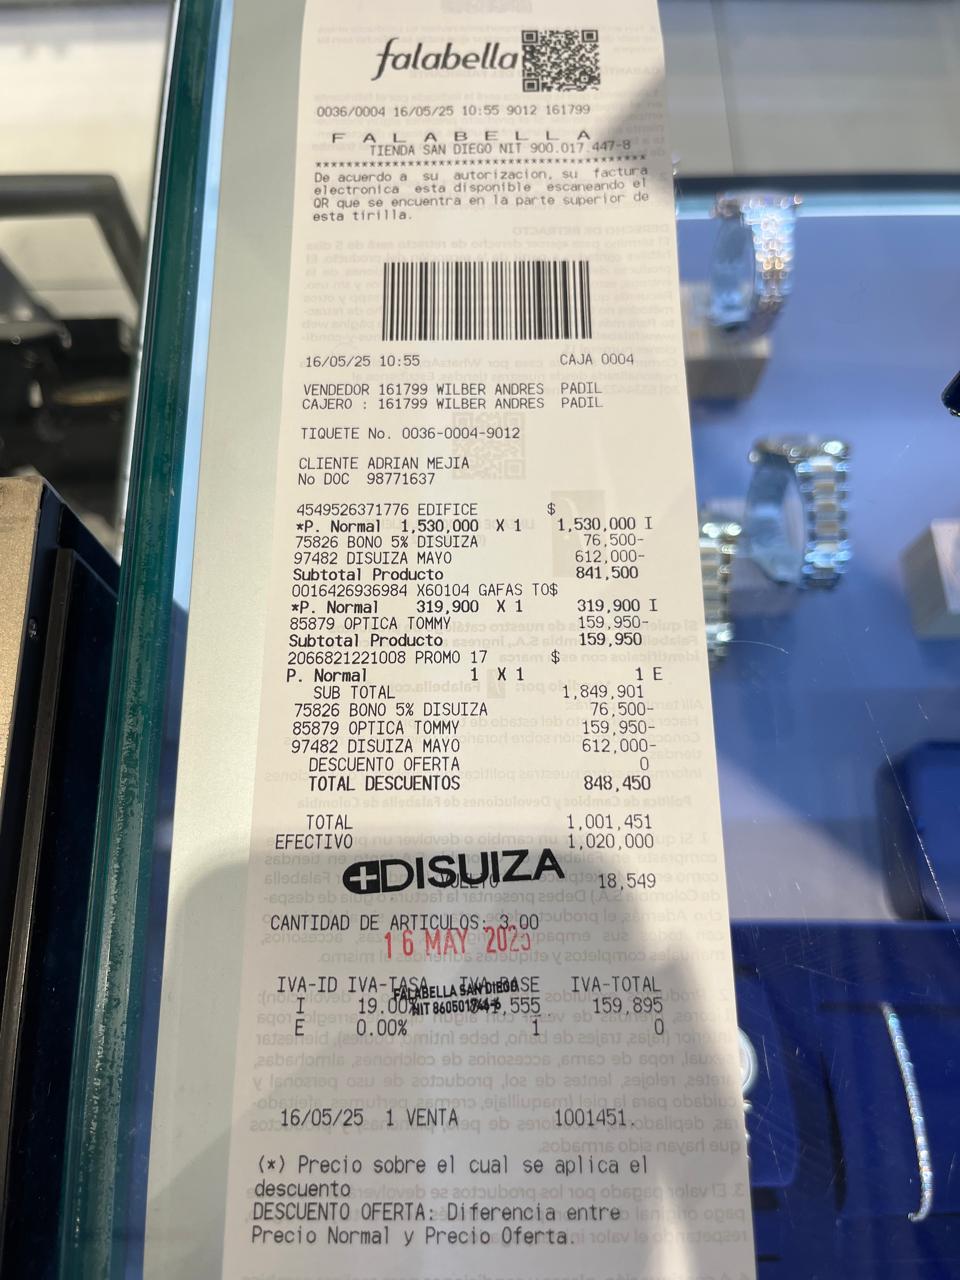 falabella
0036/0004 16/05/25 10:55 9012 161799
F A L A B E L L A
TIENDA SAN DIEGO NIT 900.017.447-8
**************************************************
De acuerdo a su autorizacion, su factura
electronica esta disponible escaneando el
QR que se encuentra en la parte superior de
esta tirilla.
16/05/25 10:55 CAJA 0004
VENDEDOR 161799 WILBER ANDRES PADIL
CAJERO : 161799 WILBER ANDRES PADIL
TIQUETE No. 0036-0004-9012
CLIENTE ADRIAN MEJIA
No DOC 98771637
4549526371776 EDIFICE $
*P. Normal 1,530,000 X 1 1,530,000 I
75826 BONO 5% DISUIZA 76,500-
97482 DISUIZA MAYO 612,000-
Subtotal Producto 841,500
0016426936984 X60104 GAFAS TO$
*P. Normal 319,900 X 1 319,900 I
85879 OPTICA TOMMY 159,950-
Subtotal Producto 159,950
2066821221008 PROMO 17 $
P. Normal 1 X 1 1 E
SUB TOTAL 1,849,901
75826 BONO 5% DISUIZA 76,500-
85879 OPTICA TOMMY 159,950-
97482 DISUIZA MAYO 612,000-
DESCUENTO OFERTA 0
TOTAL DESCUENTOS 848,450
TOTAL 1,001,451
EFECTIVO 1,020,000
DISUIZA
VUELTO 18,549
CANTIDAD DE ARTICULOS: 3.00
16 MAY 2025
IVA-ID IVA-TASA IVA-BASE IVA-TOTAL
FALABELLA SAN DIEGO
I 19.00% 159,895
E 0.00% 1 0
16/05/25 1 VENTA 1001451.
(*) Precio sobre el cual se aplica el
descuento
DESCUENTO OFERTA: Diferencia entre
Precio Normal y Precio Oferta.